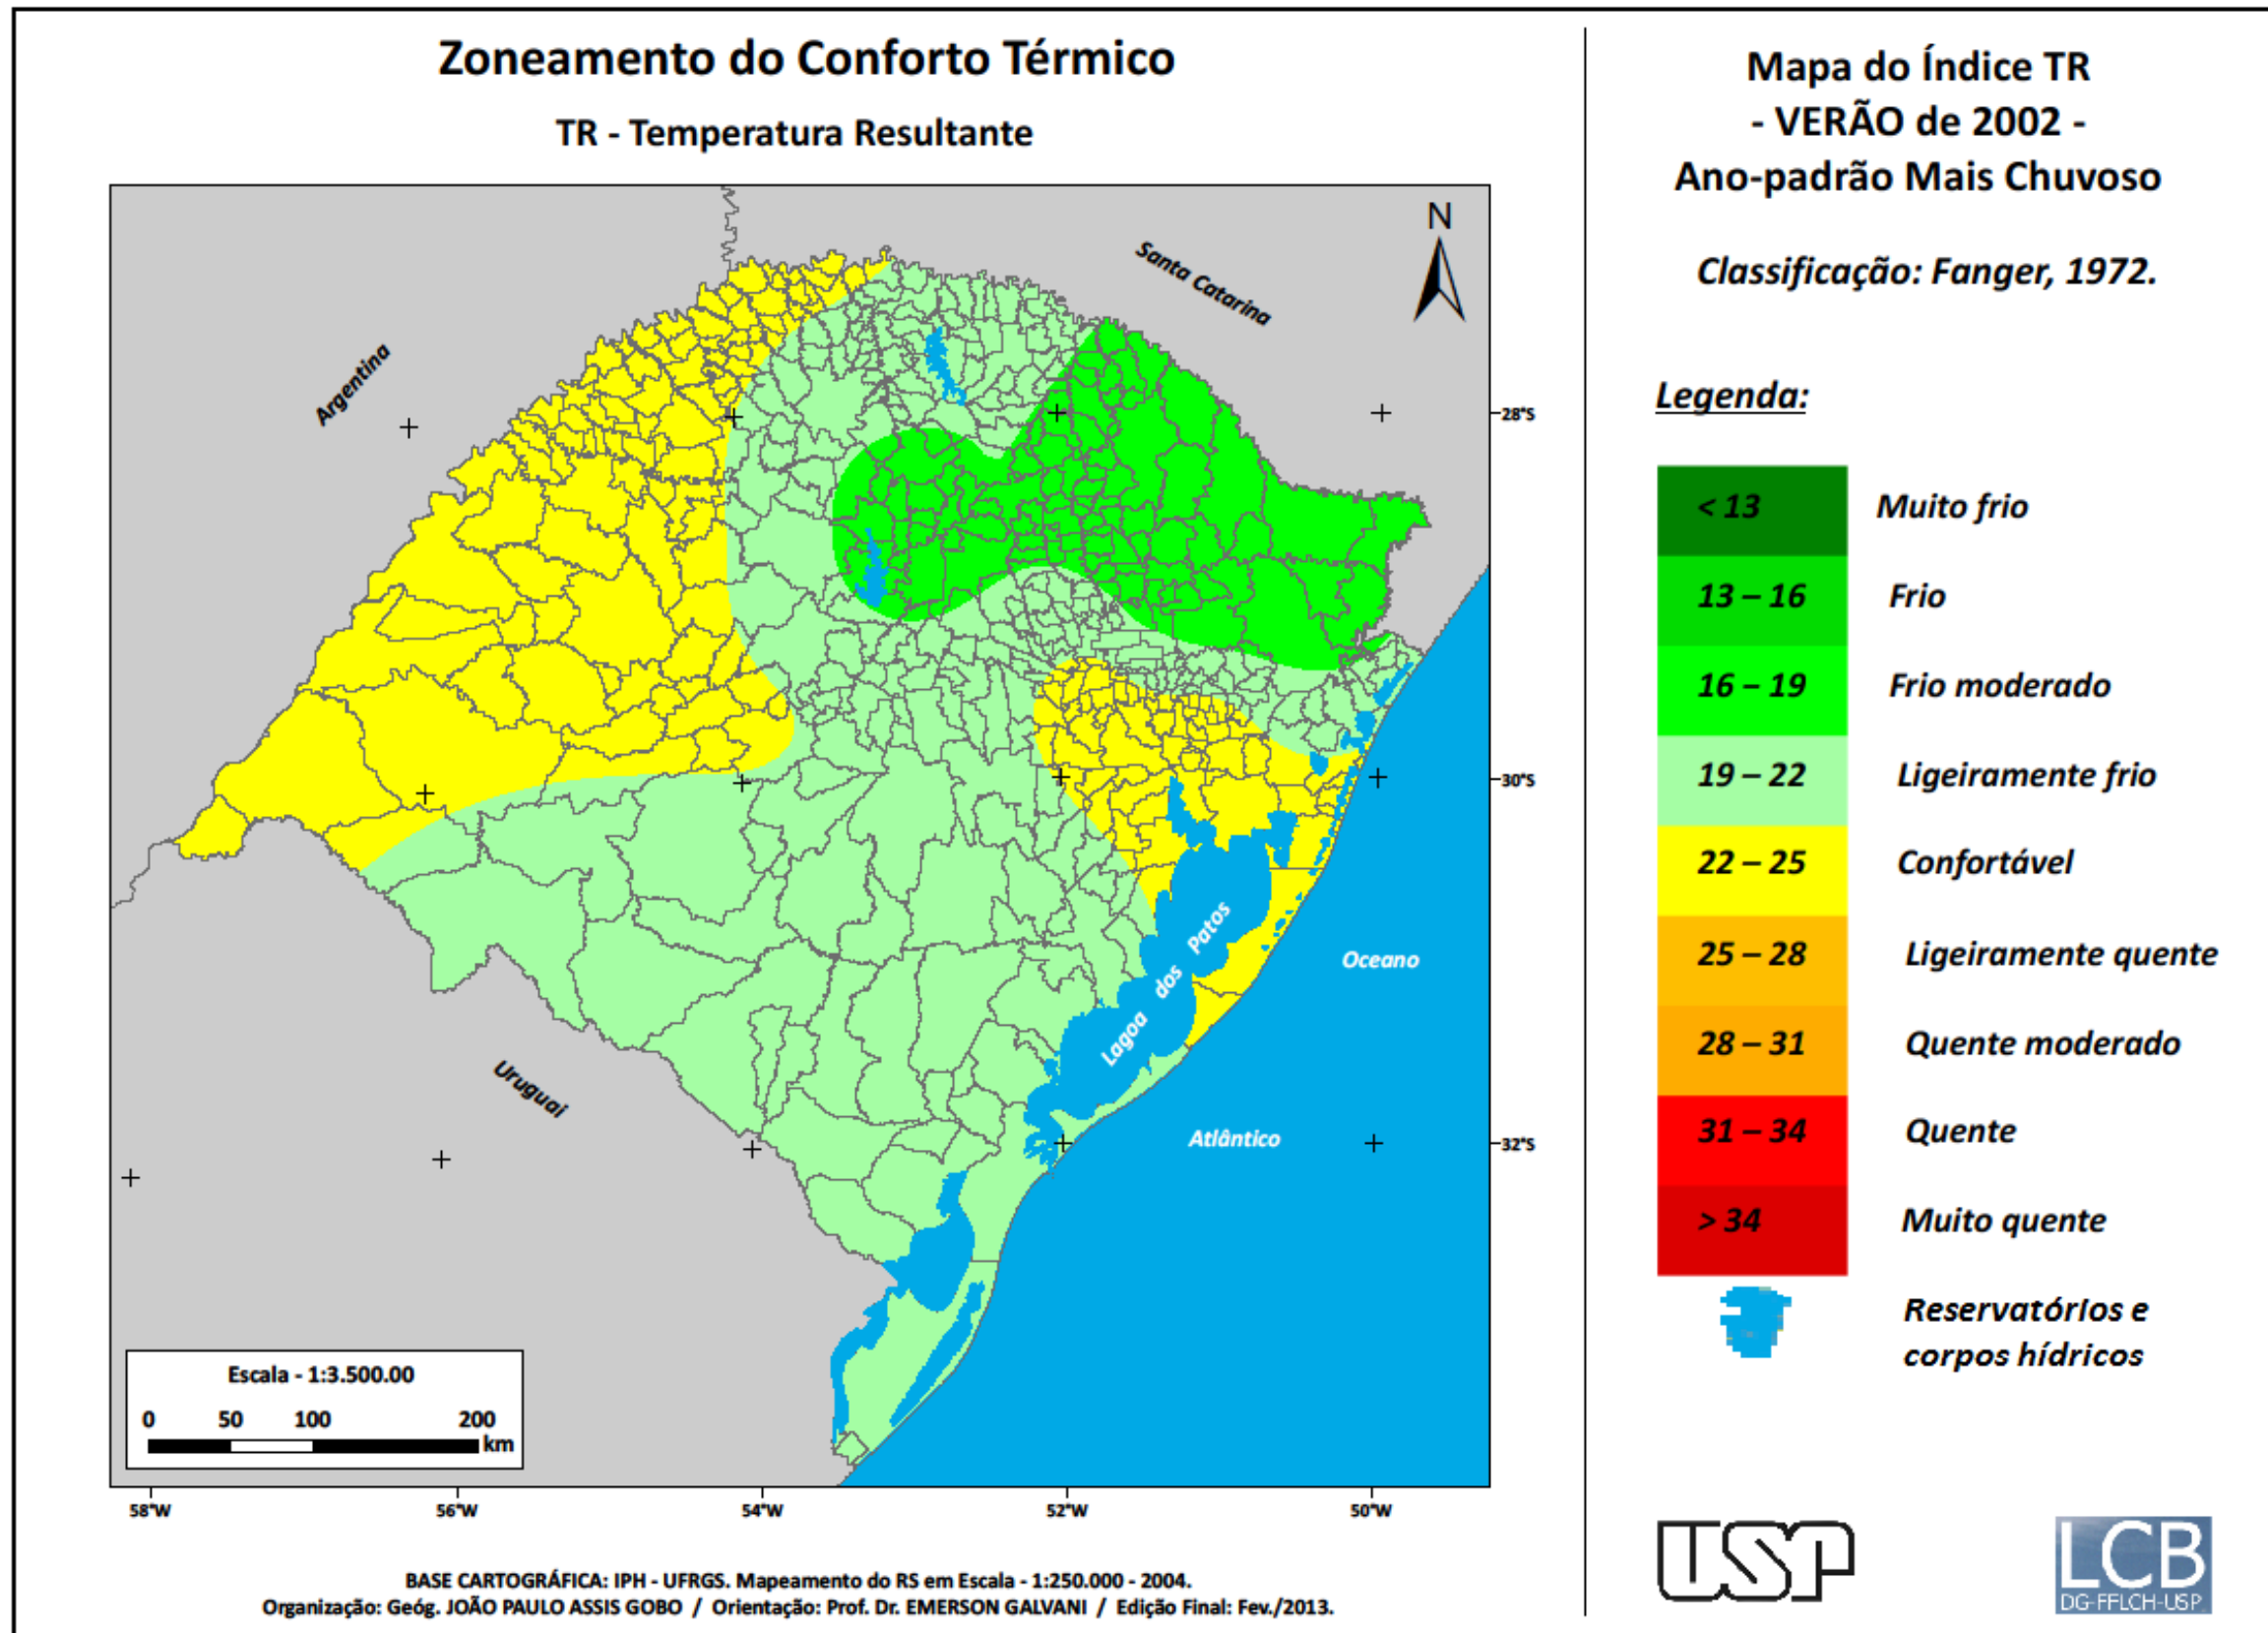 Zoneamento do Conforto Térmico
TR - Temperatura Resultante
N
Santa Catarina
Argentina
28°S
30°S
32°S
Patos
dos
Lagoa
Oceano
Atlântico
Uruguai
Escala - 1:3.500.00
0 50 100 200
km
58°W 56°W 54°W 52°W 50°W
BASE CARTOGRÁFICA: IPH - UFRGS. Mapeamento do RS em Escala - 1:250.000 - 2004.
Organização: Geóg. JOÃO PAULO ASSIS GOBO / Orientação: Prof. Dr. EMERSON GALVANI / Edição Final: Fev./2013.
Mapa do Índice TR
- VERÃO de 2002 -
Ano-padrão Mais Chuvoso
Classificação: Fanger, 1972.
Legenda:
< 13 Muito frio
13 – 16 Frio
16 – 19 Frio moderado
19 – 22 Ligeiramente frio
22 – 25 Confortável
25 – 28 Ligeiramente quente
28 – 31 Quente moderado
31 – 34 Quente
> 34 Muito quente
Reservatórios e
corpos hídricos
USP
LCB
DG-FFLCH-USP